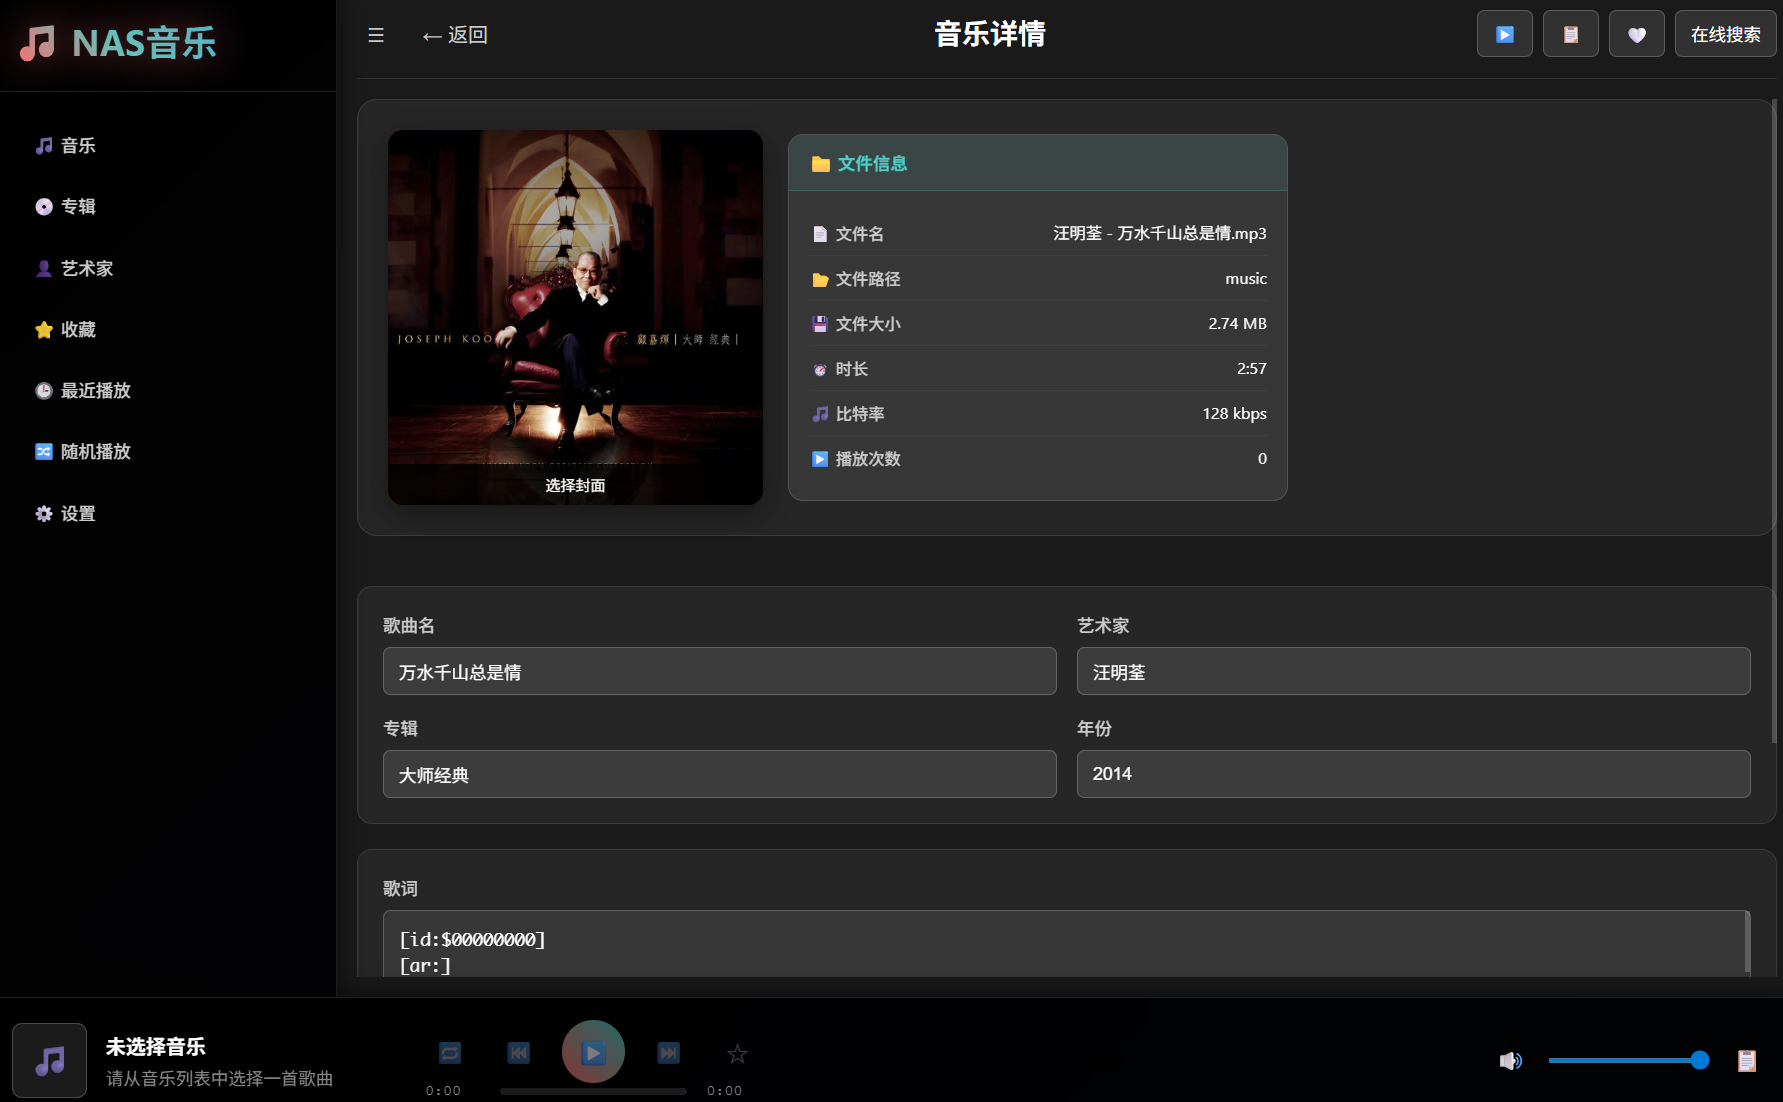 NAS音乐
音乐
专辑
艺术家
收藏
最近播放
随机播放
设置
☰
← 返回
音乐详情
在线搜索
JOSEPH KOO
顧嘉煇 | 大師 經典 |
选择封面
文件信息
文件名 汪明荃 - 万水千山总是情.mp3
文件路径 music
文件大小 2.74 MB
时长 2:57
比特率 128 kbps
播放次数 0
歌曲名
万水千山总是情
艺术家
汪明荃
专辑
大师经典
年份
2014
歌词
[id:$00000000]
[ar:]
未选择音乐
请从音乐列表中选择一首歌曲
0:00
0:00